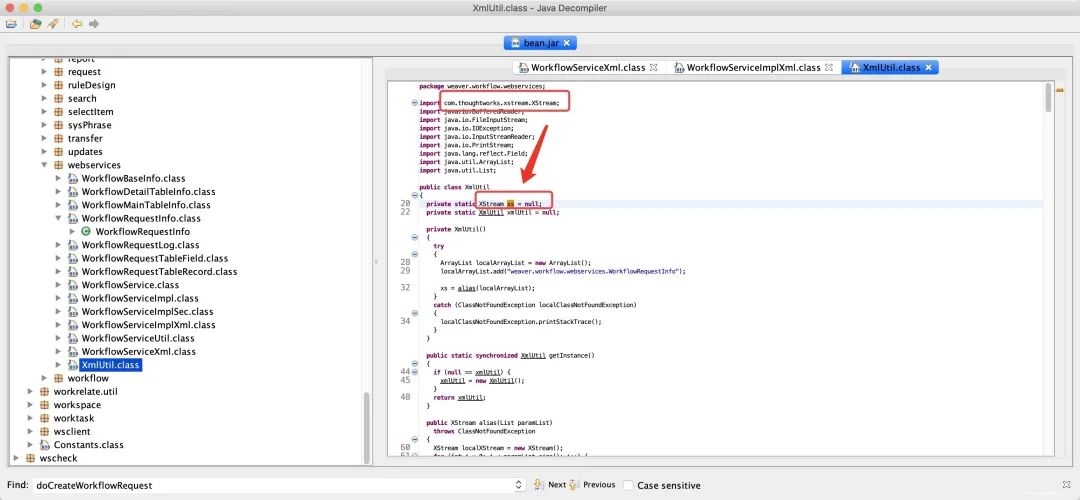 XmlUtil.class - Java Decompiler
bean.jar
report
request
ruleDesign
search
selectItem
sysPhrase
transfer
updates
webservices
WorkflowBaseInfo.class
WorkflowDetailTableInfo.class
WorkflowMainTableInfo.class
WorkflowRequestInfo.class
WorkflowRequestInfo
WorkflowRequestLog.class
WorkflowRequestTableField.class
WorkflowRequestTableRecord.class
WorkflowService.class
WorkflowServiceImpl.class
WorkflowServiceImplSec.class
WorkflowServiceImplXml.class
WorkflowServiceUtil.class
WorkflowServiceXml.class
XmlUtil.class
workflow
workrelate.util
workspace
worktask
wsclient
Constants.class
wscheck
WorkflowServiceXml.class WorkflowServiceImplXml.class XmlUtil.class
package weaver.workflow.webservices;
import com.thoughtworks.xstream.XStream;
import java.io.BufferedReader;
import java.io.FileInputStream;
import java.io.IOException;
import java.io.InputStreamReader;
import java.io.PrintStream;
import java.lang.reflect.Field;
import java.util.ArrayList;
import java.util.List;
public class XmlUtil
{
20 private static XStream xs = null;
22 private static XmlUtil xmlUtil = null;
private XmlUtil()
{
try
{
28 ArrayList localArrayList = new ArrayList();
29 localArrayList.add("weaver.workflow.webservices.WorkflowRequestInfo");
32 xs = alias(localArrayList);
}
catch (ClassNotFoundException localClassNotFoundException)
{
34 localClassNotFoundException.printStackTrace();
}
}
public static synchronized XmlUtil getInstance()
{
44 if (null == xmlUtil) {
45 xmlUtil = new XmlUtil();
}
48 return xmlUtil;
}
public XStream alias(List paramList)
throws ClassNotFoundException
{
60 XStream localXStream = new XStream();
Find: doCreateWorkflowRequest Next Previous Case sensitive